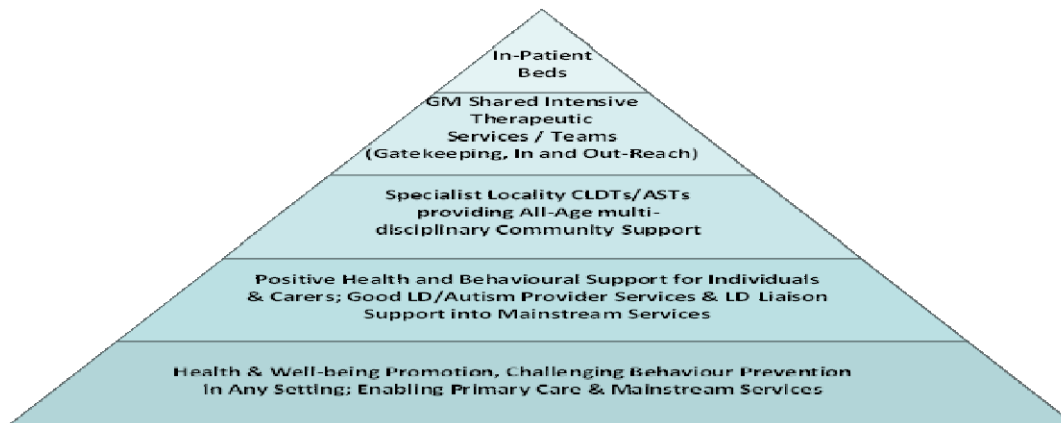 In-Patient
Beds
GM Shared Intensive
Therapeutic
Services / Teams
(Gatekeeping, In and Out-Reach)
Specialist Locality CLDTs/ASTs
providing All-Age multi-
disciplinary Community Support
Positive Health and Behavioural Support for Individuals
& Carers; Good LD/Autism Provider Services & LD Liaison
Support into Mainstream Services
Health & Well-being Promotion, Challenging Behaviour Prevention
in Any Setting; Enabling Primary Care & Mainstream Services